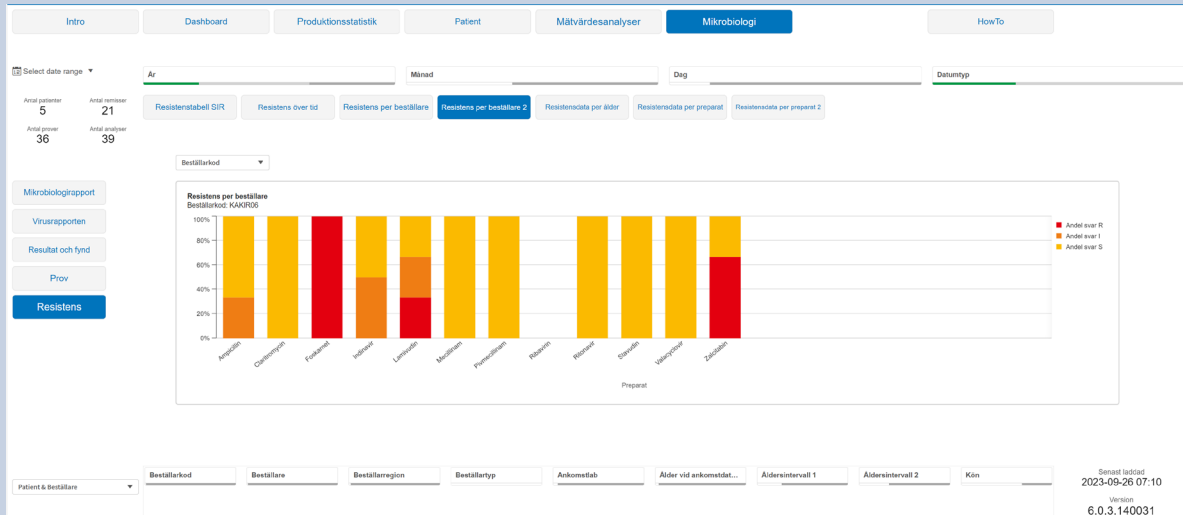 Intro
Dashboard
Produktionsstatistik
Patient
Mätvärdesanalyser
Mikrobiologi
HowTo
Select date range
År
Månad
Dag
Datumtyp
Antal patienter
5
Antal remisser
21
Antal prover
36
Antal analyser
39
Resistenstabell SIR
Resistens över tid
Resistens per beställare
Resistens per beställare 2
Resistensdata per ålder
Resistensdata per preparat
Resistensdata per preparat 2
Beställarkod
Mikrobiologirapport
Virusrapporten
Resultat och fynd
Prov
Resistens
Resistens per beställare
Beställarkod: KAKIR06
100%
80%
60%
40%
20%
0%
Ampicillin
Claritromycin
Foskarnet
Indinavir
Lamivudin
Mecillinam
Pivmecillinam
Ribavirin
Ritonavir
Stavudin
Valacyclovir
Zalcitabin
Preparat
Andel svar R
Andel svar I
Andel svar S
Patient & Beställare
Beställarkod
Beställare
Beställarregion
Beställartyp
Ankomstlab
Ålder vid ankomstdat...
Åldersintervall 1
Åldersintervall 2
Kön
Senast laddad
2023-09-26 07:10
Version
6.0.3.140031